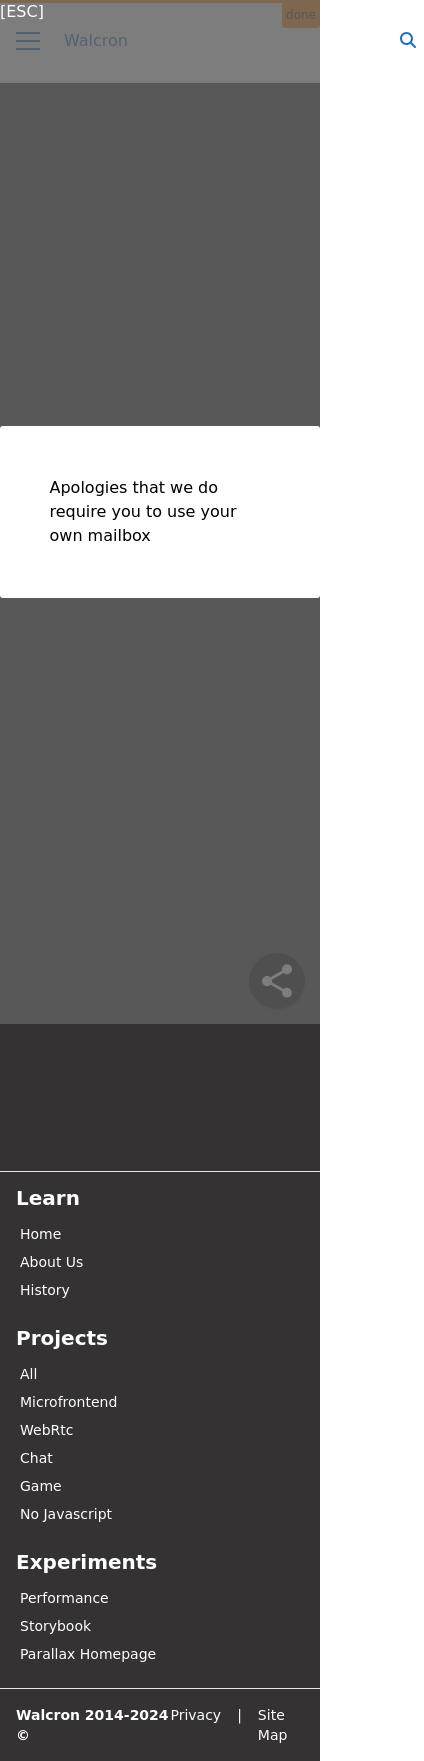 [ESC]
done
Walcron
Apologies that we do
require you to use your
own mailbox
Learn
Home
About Us
History
Projects
All
Microfrontend
WebRtc
Chat
Game
No Javascript
Experiments
Performance
Storybook
Parallax Homepage
Walcron 2014-2024 Privacy | Site
© Map